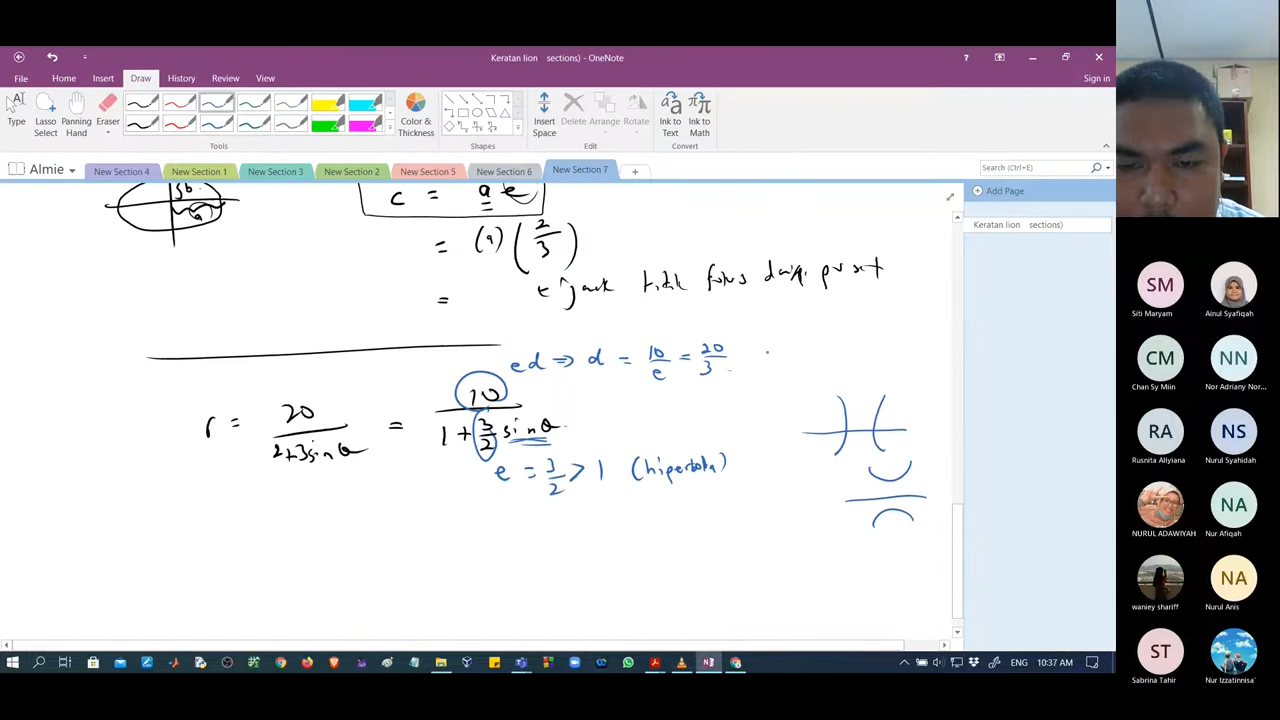 Keratan lion sections) - OneNote
File Home Insert Draw History Review View
Sign in
Type
Lasso Select
Panning Hand
Eraser
Color & Thickness
Insert Space
Delete
Arrange
Rotate
Ink to Text
Ink to Math
Tools
Shapes
Convert
Almie
New Section 4
New Section 1
New Section 3
New Section 2
New Section 5
New Section 6
New Section 7
Search (Ctrl+E)
Add Page
Keratan lion sections)
b
a
c = a e
= (9) (2/3)
= titik fokus
ed ⇒ d = 10/e = 20/3
r = 20/(2+3sinθ) = 10/(1 + 3/2 sinθ)
e = 3/2 > 1 (hiperbola)
SM
Siti Maryam
Ainul Syafiqah
CM
Chan Sy Miin
NN
Nor Adriany Nor...
RA
Rusnita Allyiana
NS
Nurul Syahidah
NURUL ADAWIYAH
NA
Nur Afiqah
waniey shariff
NA
Nurul Anis
ST
Sabrina Tahir
Nur Izzatinnisa'
ENG 10:37 AM